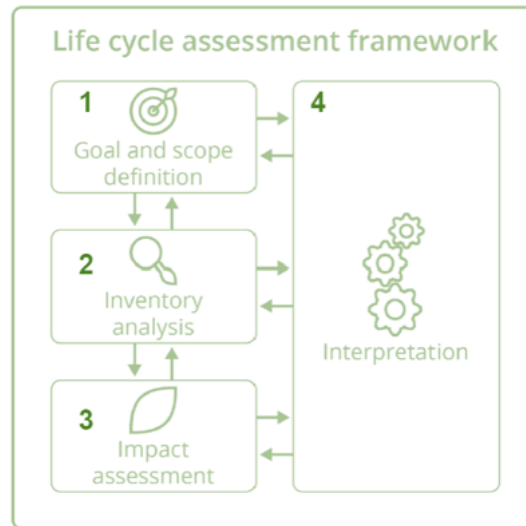 Life cycle assessment framework
1
Goal and scope
definition
2
Inventory
analysis
3
Impact
assessment
4
Interpretation